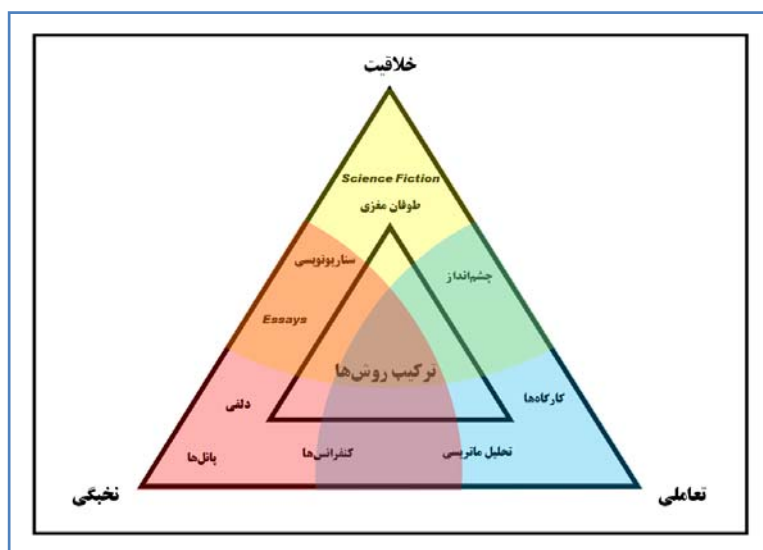 خلاقیت
Science Fiction
طوفان مغزی
سناریونویسی
چشم‌انداز
Essays
ترکیب روش‌ها
کارگاه‌ها
دلفی
پانل‌ها
کنفرانس‌ها
تحلیل ماتریسی
نخبگی
تعاملی